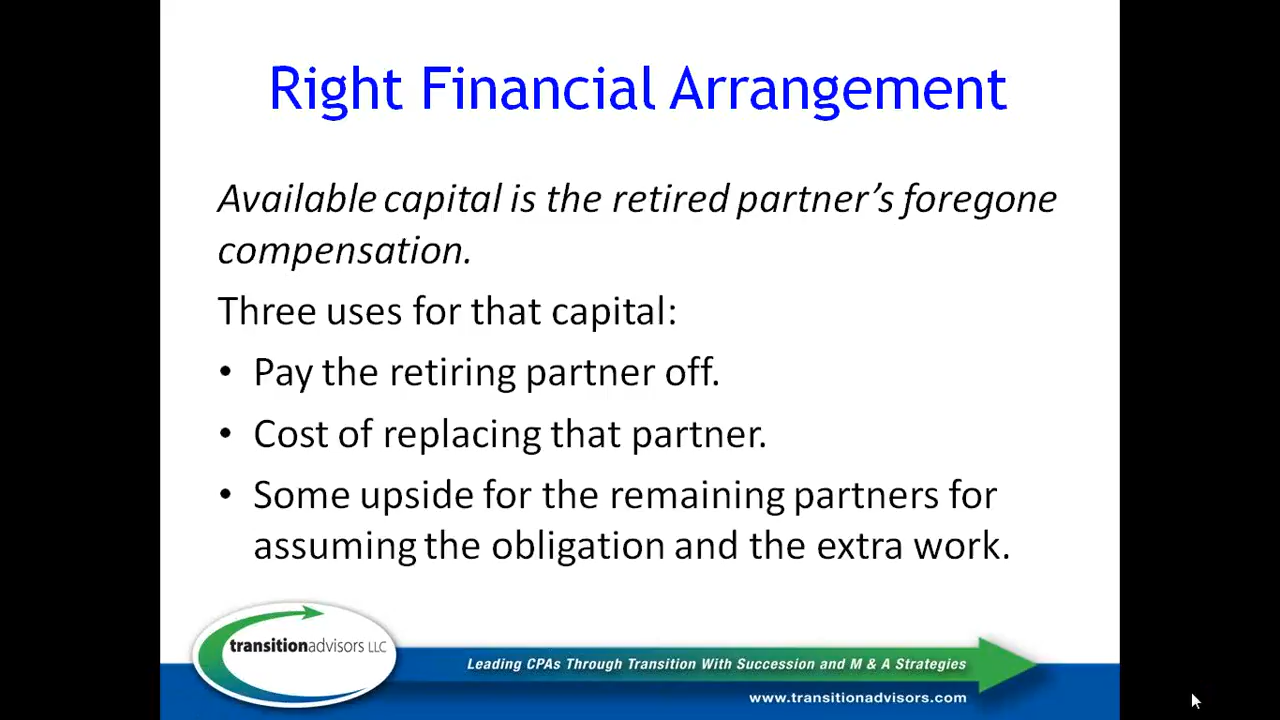 Right Financial Arrangement
Available capital is the retired partner’s foregone
compensation.
Three uses for that capital:
• Pay the retiring partner off.
• Cost of replacing that partner.
• Some upside for the remaining partners for
assuming the obligation and the extra work.
transitionadvisors LLC
Leading CPAs Through Transition With Succession and M & A Strategies
www.transitionadvisors.com